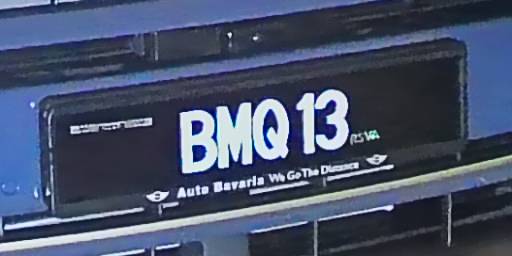 BMQ 13
Auto Bavaria We Go The Distance